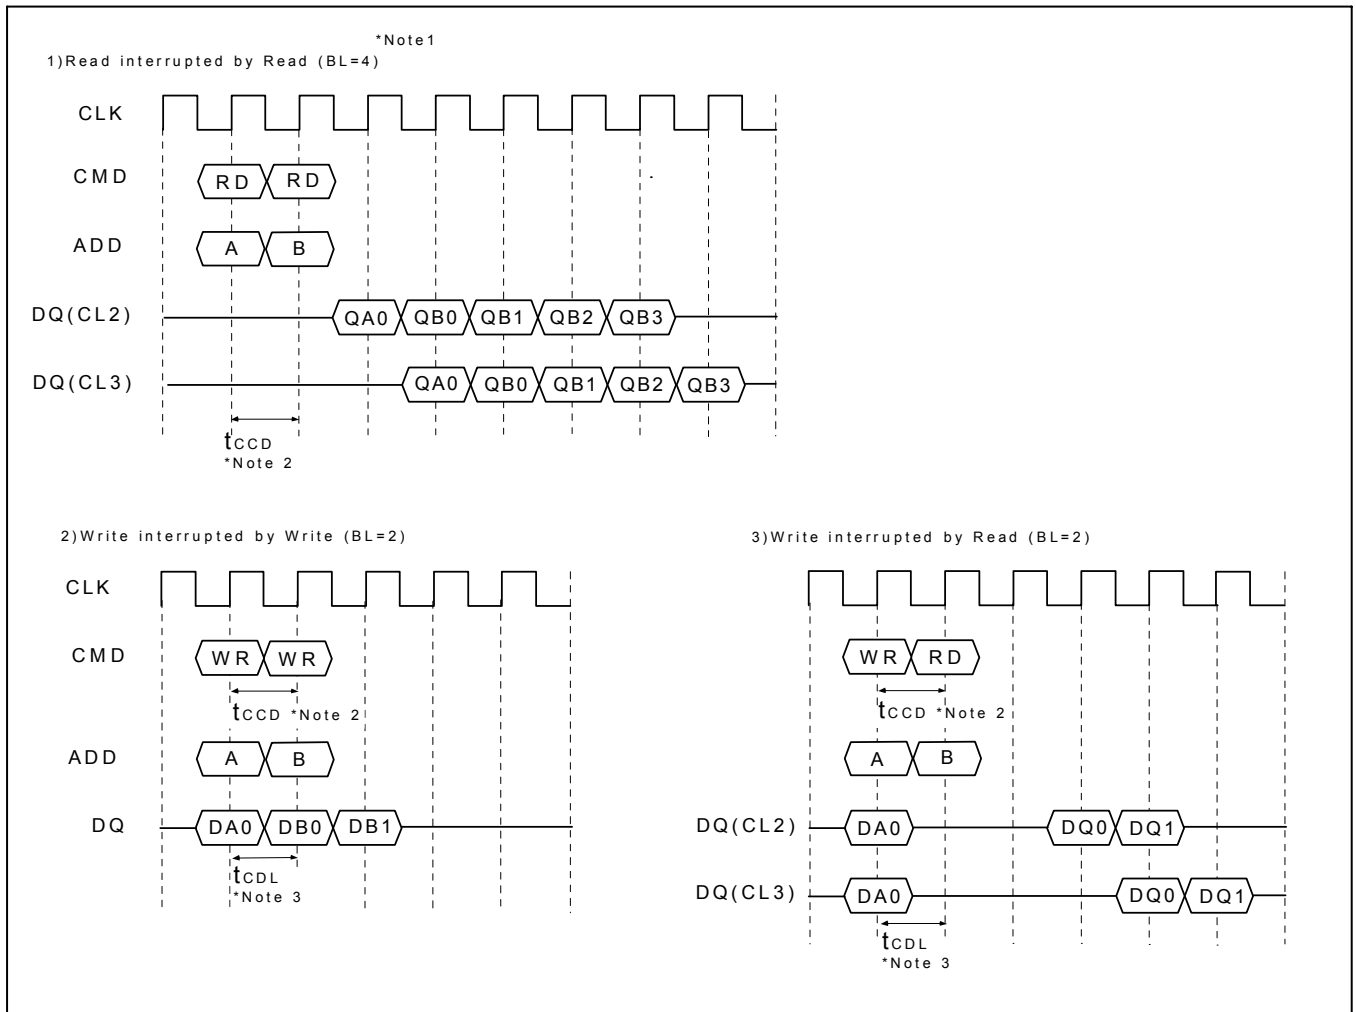 *Note1
1)Read interrupted by Read (BL=4)
CLK
CMD RD RD
ADD A B
DQ(CL2) QA0 QB0 QB1 QB2 QB3
DQ(CL3) QA0 QB0 QB1 QB2 QB3
tCCD
*Note 2
2)Write interrupted by Write (BL=2)
CLK
CMD WR WR
tCCD *Note 2
ADD A B
DQ DA0 DB0 DB1
tCDL
*Note 3
3)Write interrupted by Read (BL=2)
WR RD
tCCD *Note 2
A B
DQ(CL2) DA0 DQ0 DQ1
DQ(CL3) DA0 DQ0 DQ1
tCDL
*Note 3